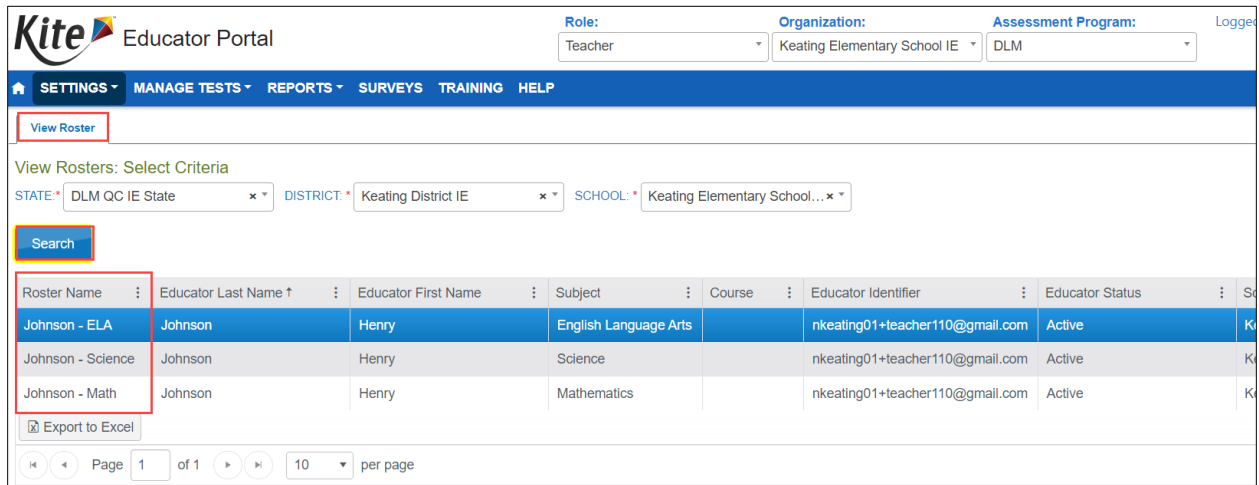 Kite Educator Portal
Role: Organization: Assessment Program: Logged
Teacher Keating Elementary School IE DLM
SETTINGS MANAGE TESTS REPORTS SURVEYS TRAINING HELP
View Roster
View Rosters: Select Criteria
STATE:* DLM QC IE State × DISTRICT: * Keating District IE × SCHOOL: * Keating Elementary School... ×
Search
Roster Name Educator Last Name ↑ Educator First Name Subject Course Educator Identifier Educator Status
Johnson - ELA Johnson Henry English Language Arts nkeating01+teacher110@gmail.com Active
Johnson - Science Johnson Henry Science nkeating01+teacher110@gmail.com Active
Johnson - Math Johnson Henry Mathematics nkeating01+teacher110@gmail.com Active
Export to Excel
Page 1 of 1 10 per page